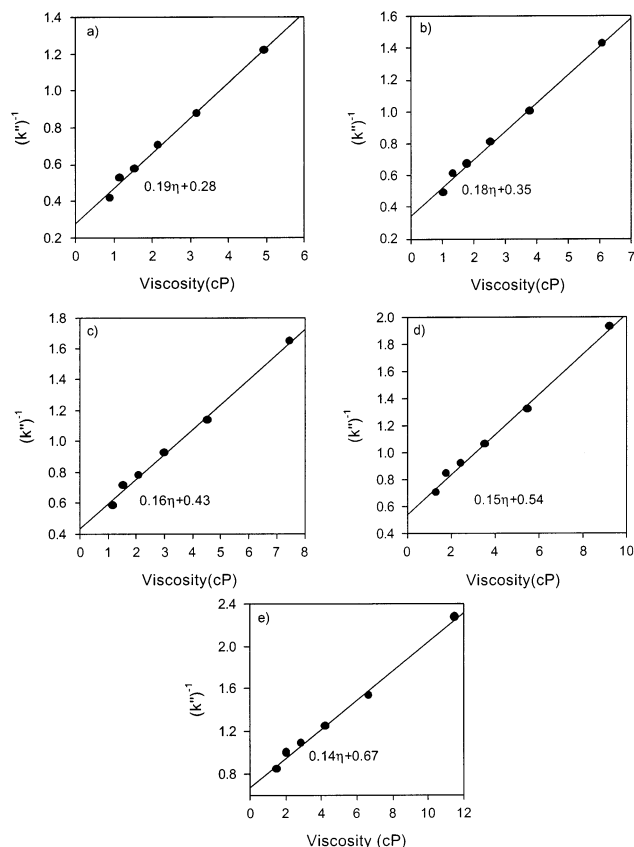 a)
1.4
1.2
1.0
0.8
0.6
0.4
0.2
(k")⁻¹
0.19η+0.28
0 1 2 3 4 5 6
Viscosity(cP)
b)
1.6
1.4
1.2
1.0
0.8
0.6
0.4
0.2
(k")⁻¹
0.18η+0.35
0 1 2 3 4 5 6 7
Viscosity(cP)
c)
1.8
1.6
1.4
1.2
1.0
0.8
0.6
0.4
(k")⁻¹
0.16η+0.43
0 1 2 3 4 5 6 7 8
Viscosity(cP)
d)
2.0
1.8
1.6
1.4
1.2
1.0
0.8
0.6
0.4
(k")⁻¹
0.15η+0.54
0 2 4 6 8 10
Viscosity(cP)
e)
2.4
2.0
1.6
1.2
0.8
(k")⁻¹
0.14η+0.67
0 2 4 6 8 10 12
Viscosity (cP)